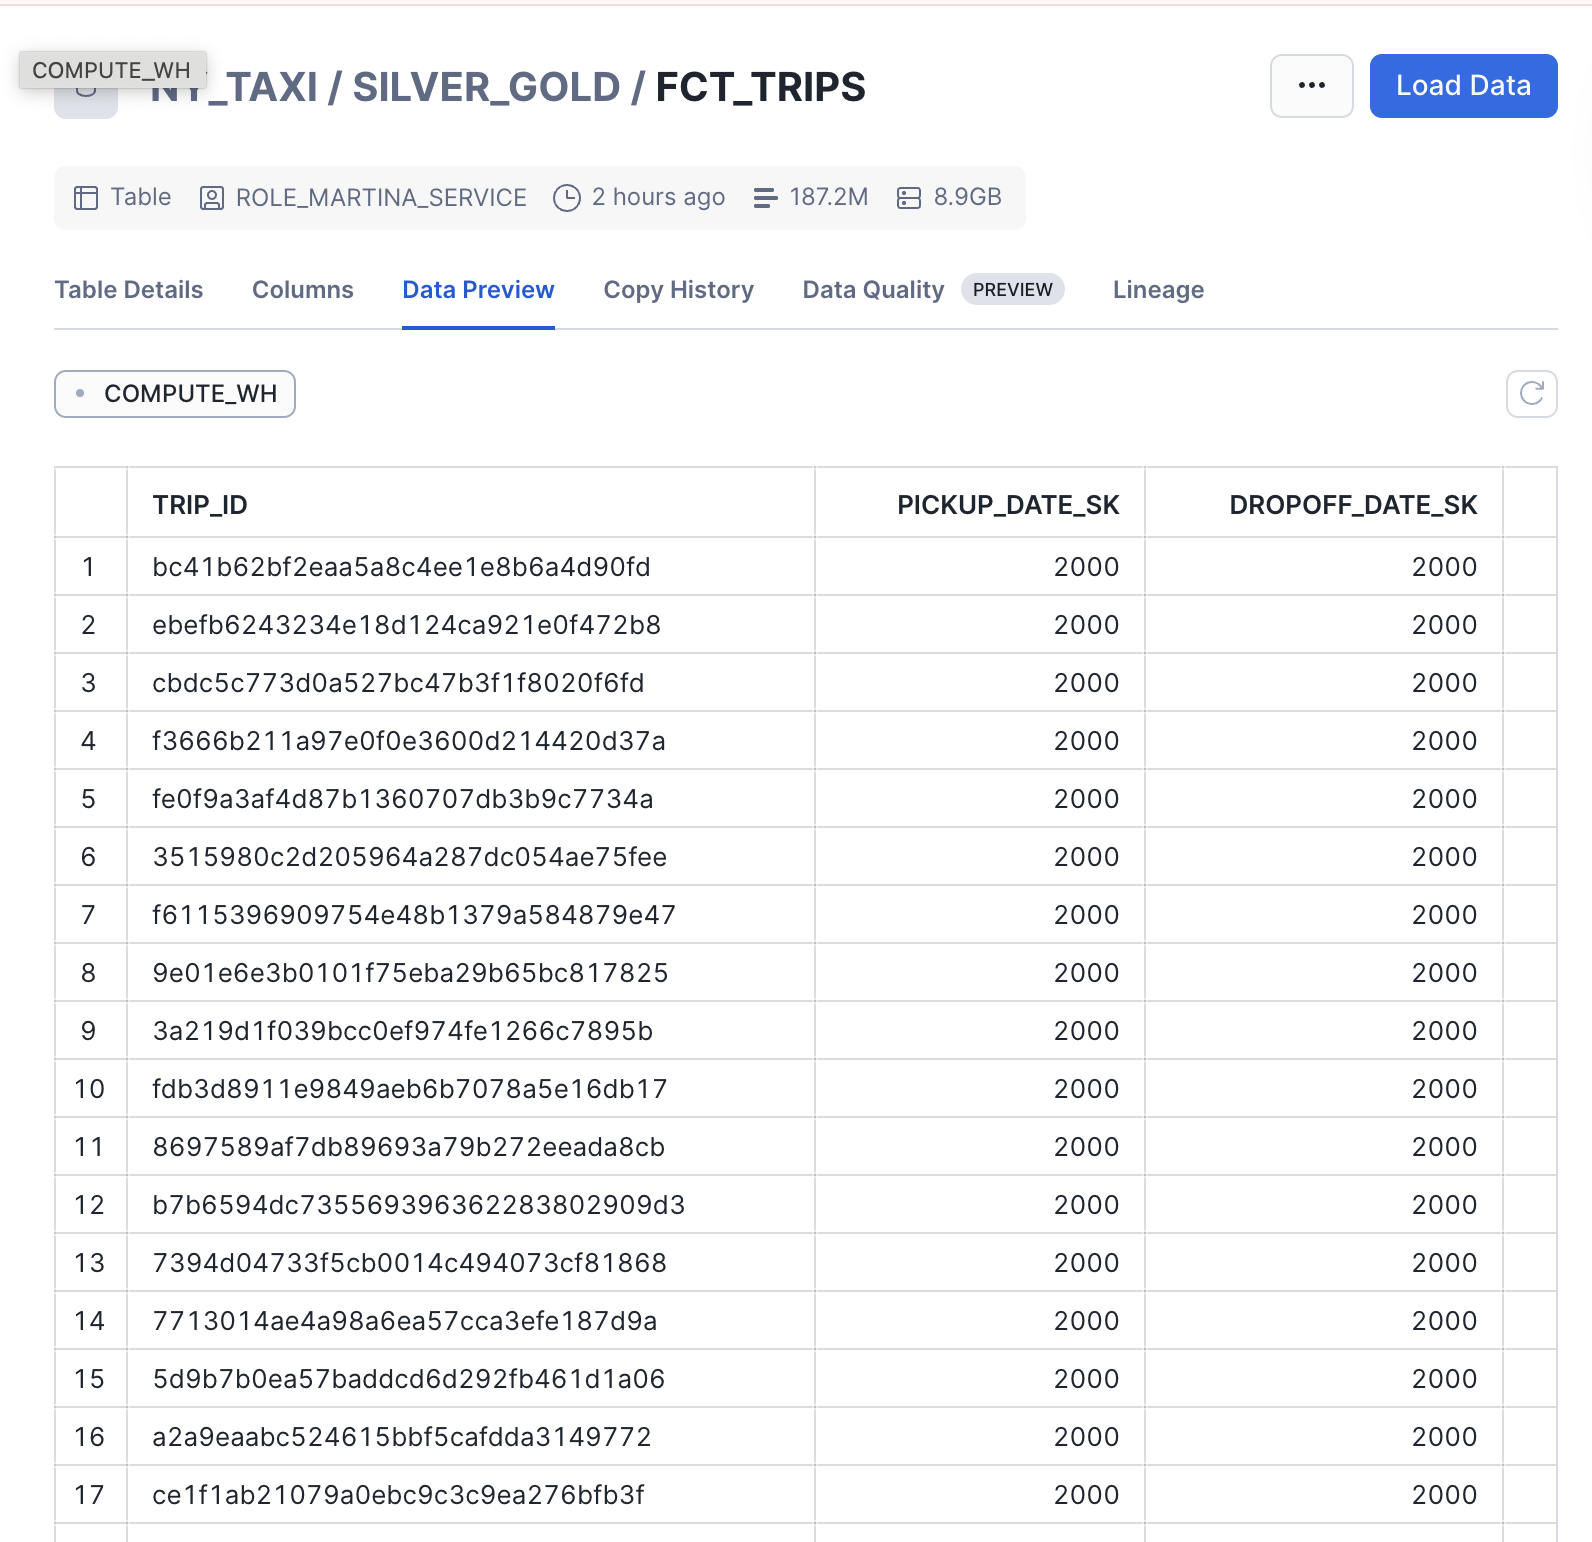 COMPUTE_WH
NY_TAXI / SILVER_GOLD / FCT_TRIPS
... Load Data
Table ROLE_MARTINA_SERVICE 2 hours ago 187.2M 8.9GB
Table Details Columns Data Preview Copy History Data Quality PREVIEW Lineage
COMPUTE_WH
TRIP_ID PICKUP_DATE_SK DROPOFF_DATE_SK
1 bc41b62bf2eaa5a8c4ee1e8b6a4d90fd 2000 2000
2 ebefb6243234e18d124ca921e0f472b8 2000 2000
3 cbdc5c773d0a527bc47b3f1f8020f6fd 2000 2000
4 f3666b211a97e0f0e3600d214420d37a 2000 2000
5 fe0f9a3af4d87b1360707db3b9c7734a 2000 2000
6 3515980c2d205964a287dc054ae75fee 2000 2000
7 f6115396909754e48b1379a584879e47 2000 2000
8 9e01e6e3b0101f75eba29b65bc817825 2000 2000
9 3a219d1f039bcc0ef974fe1266c7895b 2000 2000
10 fdb3d8911e9849aeb6b7078a5e16db17 2000 2000
11 8697589af7db89693a79b272eeada8cb 2000 2000
12 b7b6594dc735569396362283802909d3 2000 2000
13 7394d04733f5cb0014c494073cf81868 2000 2000
14 7713014ae4a98a6ea57cca3efe187d9a 2000 2000
15 5d9b7b0ea57baddcd6d292fb461d1a06 2000 2000
16 a2a9eaabc524615bbf5cafdda3149772 2000 2000
17 ce1f1ab21079a0ebc9c3c9ea276bfb3f 2000 2000